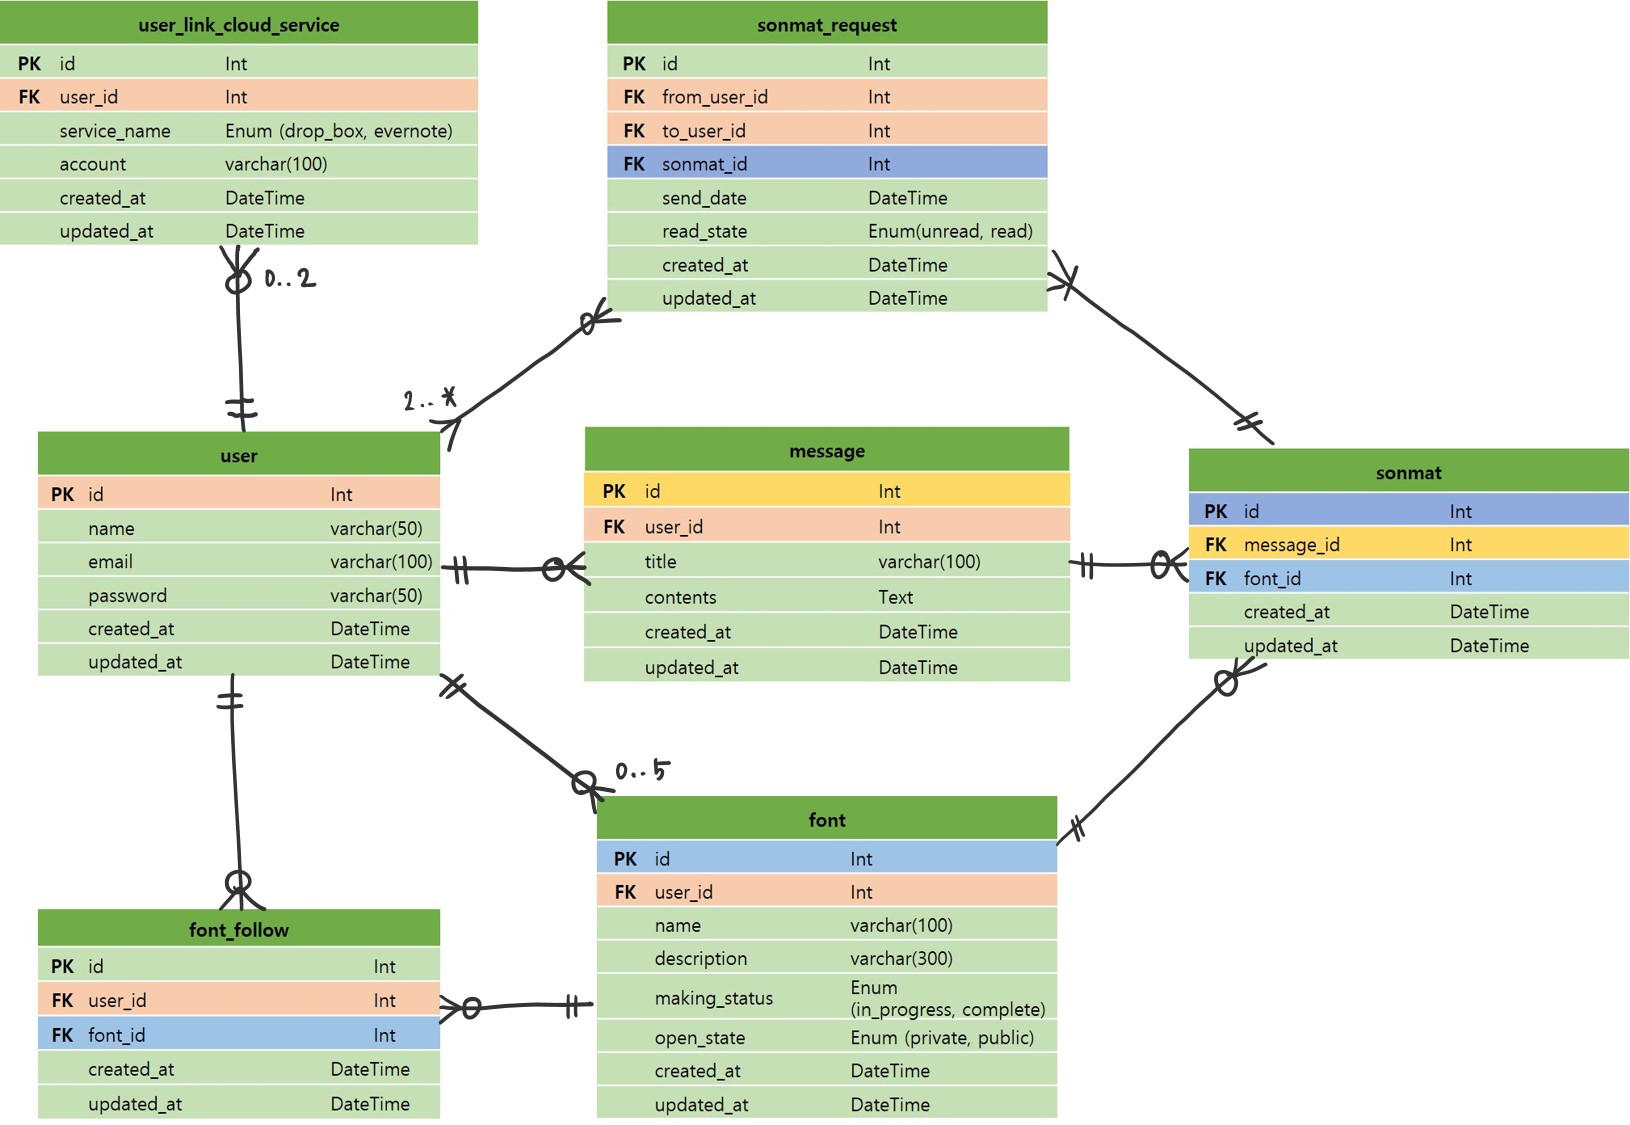 user_link_cloud_service
PK id Int
FK user_id Int
service_name Enum (drop_box, evernote)
account varchar(100)
created_at DateTime
updated_at DateTime
0..2
sonmat_request
PK id Int
FK from_user_id Int
FK to_user_id Int
FK sonmat_id Int
send_date DateTime
read_state Enum(unread, read)
created_at DateTime
updated_at DateTime
2..*
user
PK id Int
name varchar(50)
email varchar(100)
password varchar(50)
created_at DateTime
updated_at DateTime
message
PK id Int
FK user_id Int
title varchar(100)
contents Text
created_at DateTime
updated_at DateTime
sonmat
PK id Int
FK message_id Int
FK font_id Int
created_at DateTime
updated_at DateTime
0..5
font_follow
PK id Int
FK user_id Int
FK font_id Int
created_at DateTime
updated_at DateTime
font
PK id Int
FK user_id Int
name varchar(100)
description varchar(300)
making_status Enum
(in_progress, complete)
open_state Enum (private, public)
created_at DateTime
updated_at DateTime